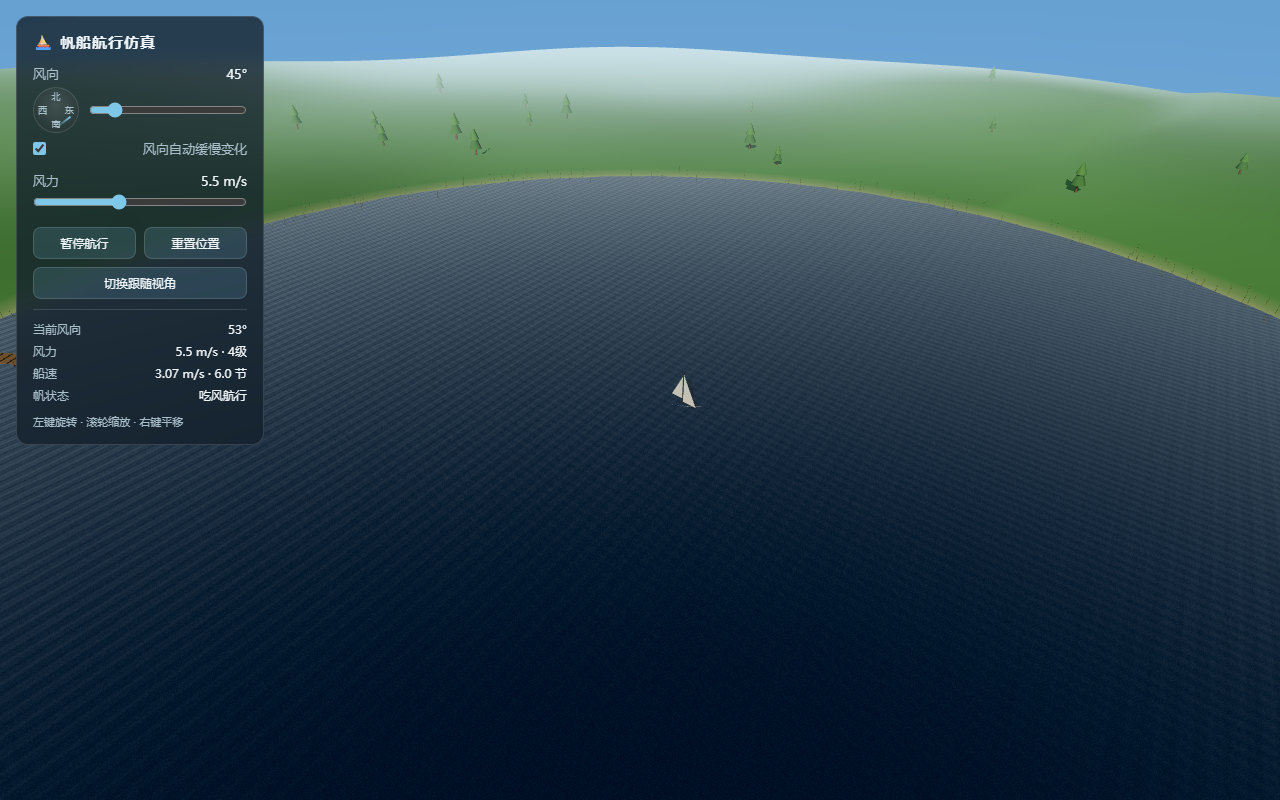 帆船航行仿真
风向 45°
北
西 东
南
风向自动缓慢变化
风力 5.5 m/s
暂停航行 重置位置
切换跟随视角
当前风向 53°
风力 5.5 m/s · 4级
船速 3.07 m/s · 6.0 节
帆状态 吃风航行
左键旋转 · 滚轮缩放 · 右键平移